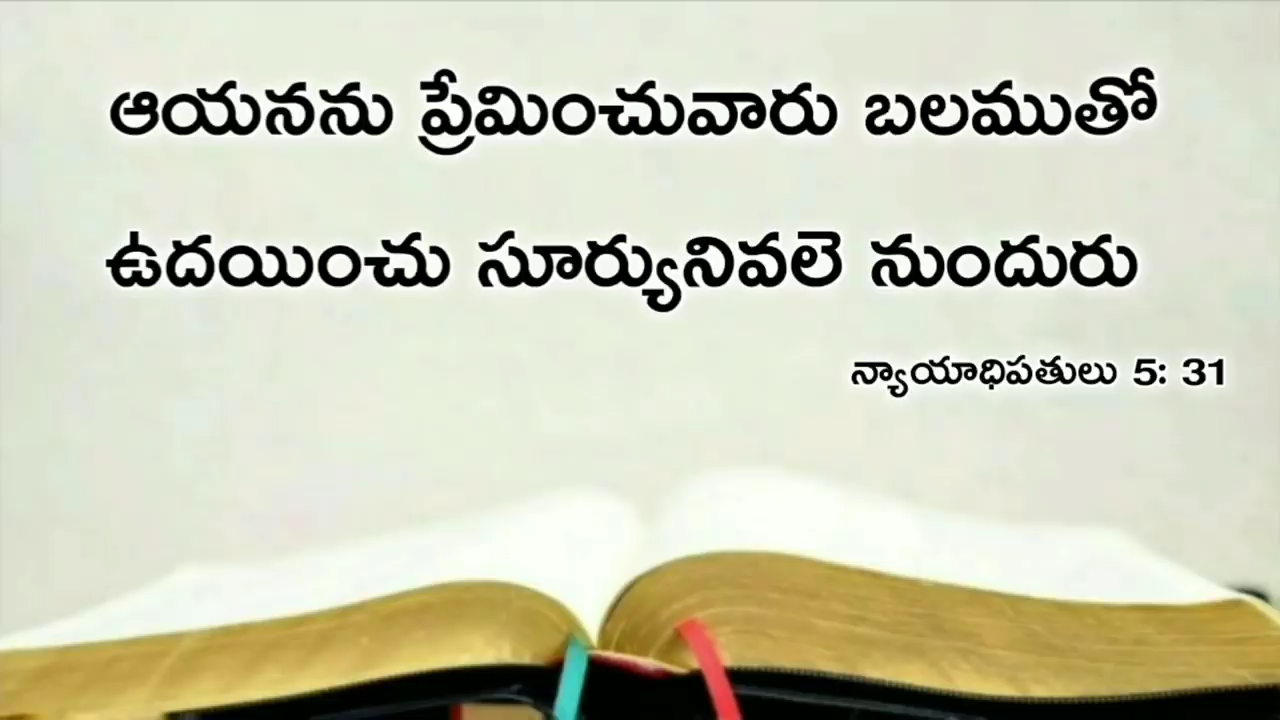 ఆయనను ప్రేమించువారు బలముతో
ఉదయించు సూర్యునివలె నుందురు
న్యాయాధిపతులు 5: 31